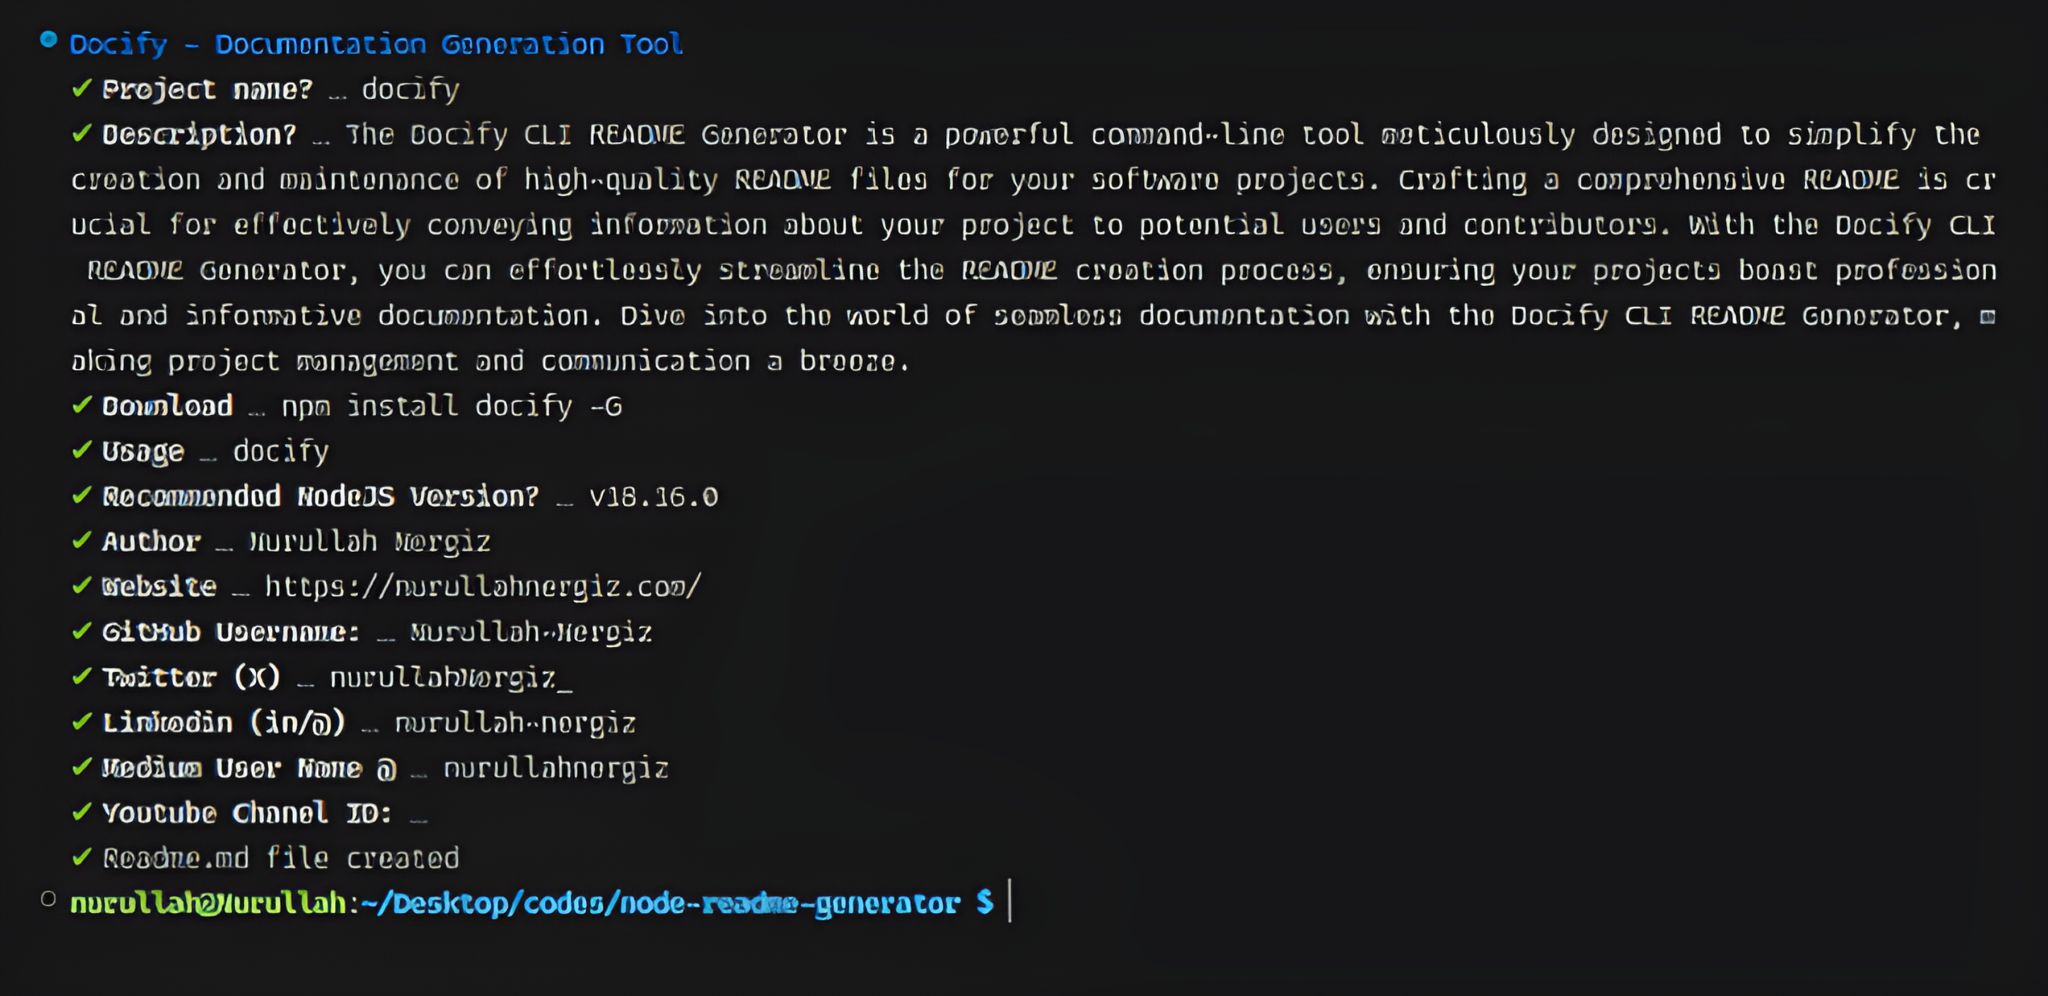 Docify - Documentation Generation Tool
✔ Project name? … docify
✔ Description? … The Docify CLI README Generator is a powerful command-line tool meticulously designed to simplify the
creation and maintenance of high-quality README files for your software projects. Crafting a comprehensive README is cr
ucial for effectively conveying information about your project to potential users and contributors. With the Docify CLI
README Generator, you can effortlessly streamline the README creation process, ensuring your projects boast profession
al and informative documentation. Dive into the world of seamless documentation with the Docify CLI README Generator, m
aking project management and communication a breeze.
✔ Download … npm install docify -G
✔ Usage … docify
✔ Recommended NodeJS Version? … v18.16.0
✔ Author … Nurullah Nergiz
✔ Website … https://nurullahnergiz.com/
✔ GitHub Username: … Nurullah-Nergiz
✔ Twitter (X) … nurullahNergiz_
✔ Linkedin (in/@) … nurullah-nergiz
✔ Medium User Name @ … nurullahnergiz
✔ Youtube Chanel ID: …
✔ Readme.md file created
nurullah@Nurullah:~/Desktop/codes/node-readme-generator $